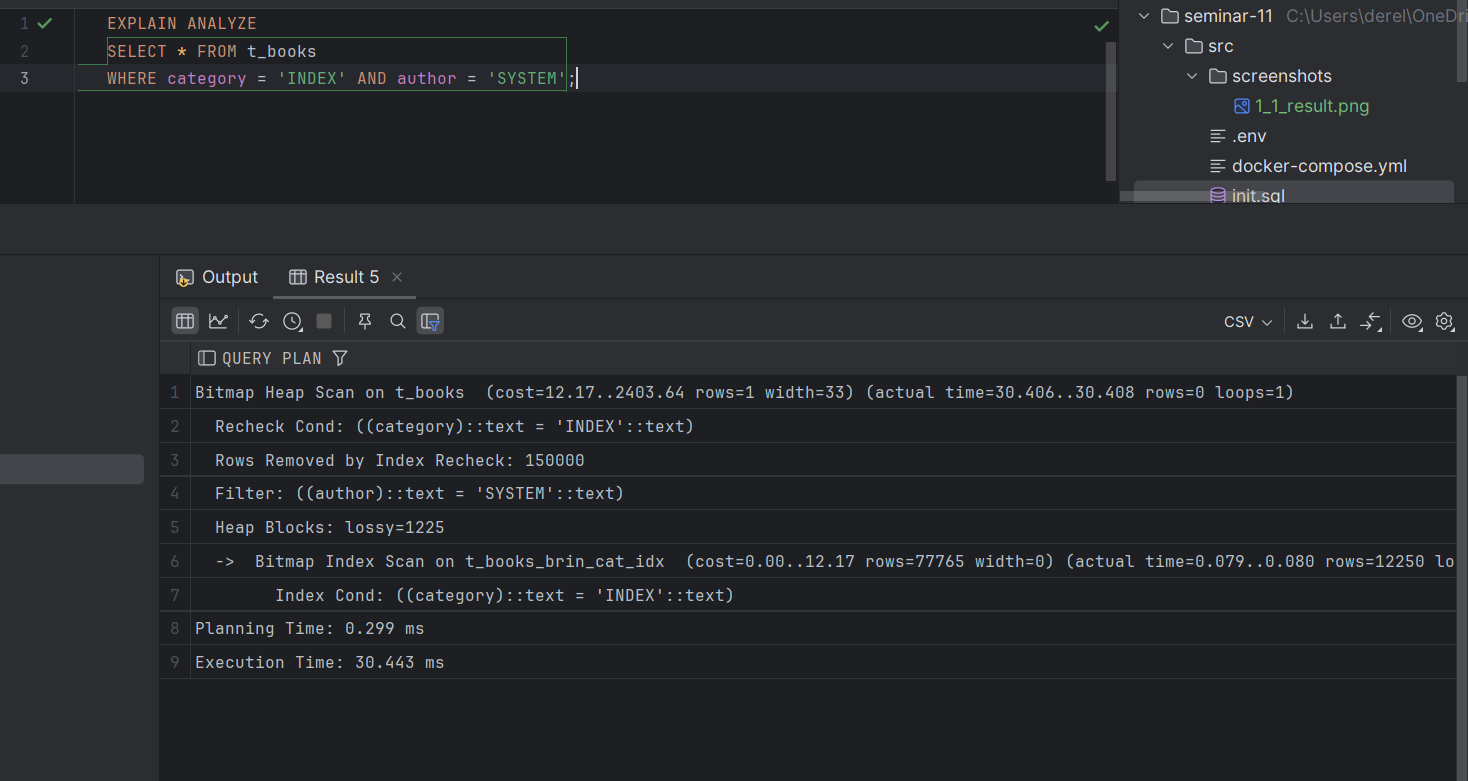 1 EXPLAIN ANALYZE
2 SELECT * FROM t_books
3 WHERE category = 'INDEX' AND author = 'SYSTEM';
seminar-11 C:\Users\derel\OneDri
src
screenshots
1_1_result.png
.env
docker-compose.yml
init.sql
Output Result 5
CSV
QUERY PLAN
1 Bitmap Heap Scan on t_books (cost=12.17..2403.64 rows=1 width=33) (actual time=30.406..30.408 rows=0 loops=1)
2 Recheck Cond: ((category)::text = 'INDEX'::text)
3 Rows Removed by Index Recheck: 150000
4 Filter: ((author)::text = 'SYSTEM'::text)
5 Heap Blocks: lossy=1225
6 -> Bitmap Index Scan on t_books_brin_cat_idx (cost=0.00..12.17 rows=77765 width=0) (actual time=0.079..0.080 rows=12250 lo
7 Index Cond: ((category)::text = 'INDEX'::text)
8 Planning Time: 0.299 ms
9 Execution Time: 30.443 ms